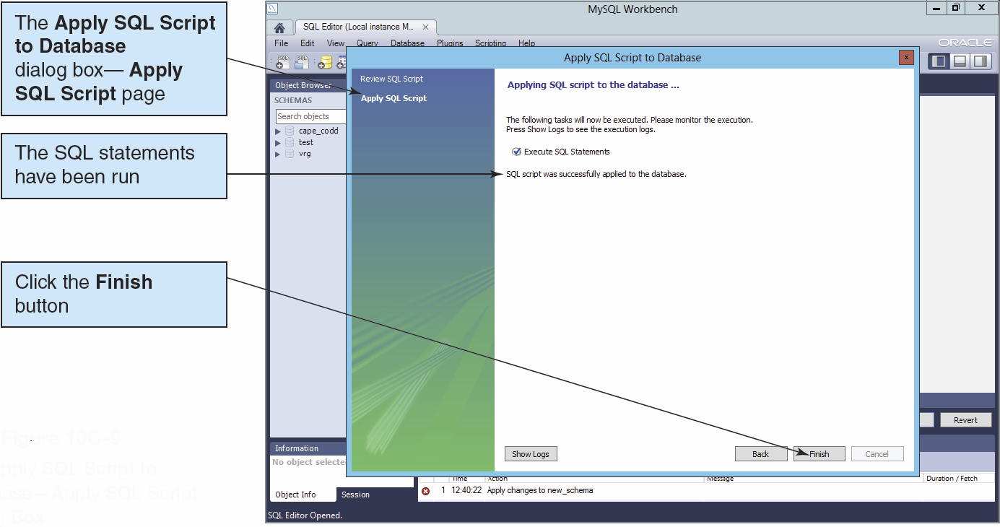 The Apply SQL Script
to Database
dialog box— Apply
SQL Script page
The SQL statements
have been run
Click the Finish
button
MySQL Workbench
X
SQL Editor (Local instance M... ×
File Edit View Query Database Plugins Scripting Help
ORACLE
SQL SQL
Apply SQL Script to Database
x
Object Browser
SCHEMAS
Search objects
cape_codd
test
vrg
Review SQL Script
Apply SQL Script
Applying SQL script to the database ...
The following tasks will now be executed. Please monitor the execution.
Press Show Logs to see the execution logs.
Execute SQL Statements
SQL script was successfully applied to the database.
Show Logs Back Finish Cancel
Revert
Information
No object selecte
Object Info Session
Time Action Message Duration / Fetch
1 12:40:22 Apply changes to new_schema
SQL Editor Opened.
Figure 10C-9
pply SQL Script to
base—Apply SQL Script
Box